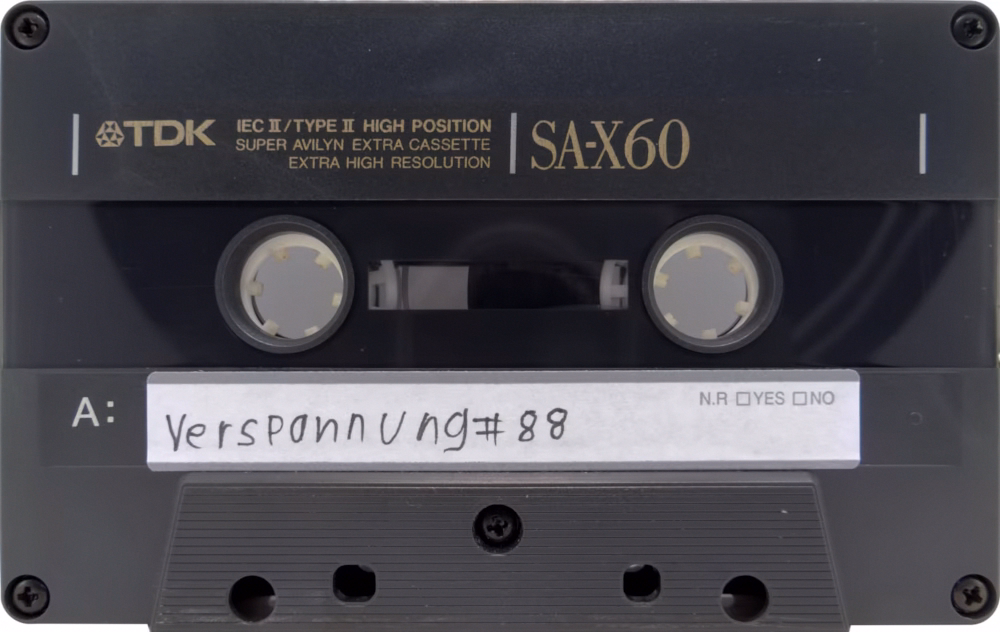 TDK
IEC II/TYPE II HIGH POSITION
SUPER AVILYN EXTRA CASSETTE
EXTRA HIGH RESOLUTION
SA-X60
A:
N.R □YES □NO
Verspannung#88